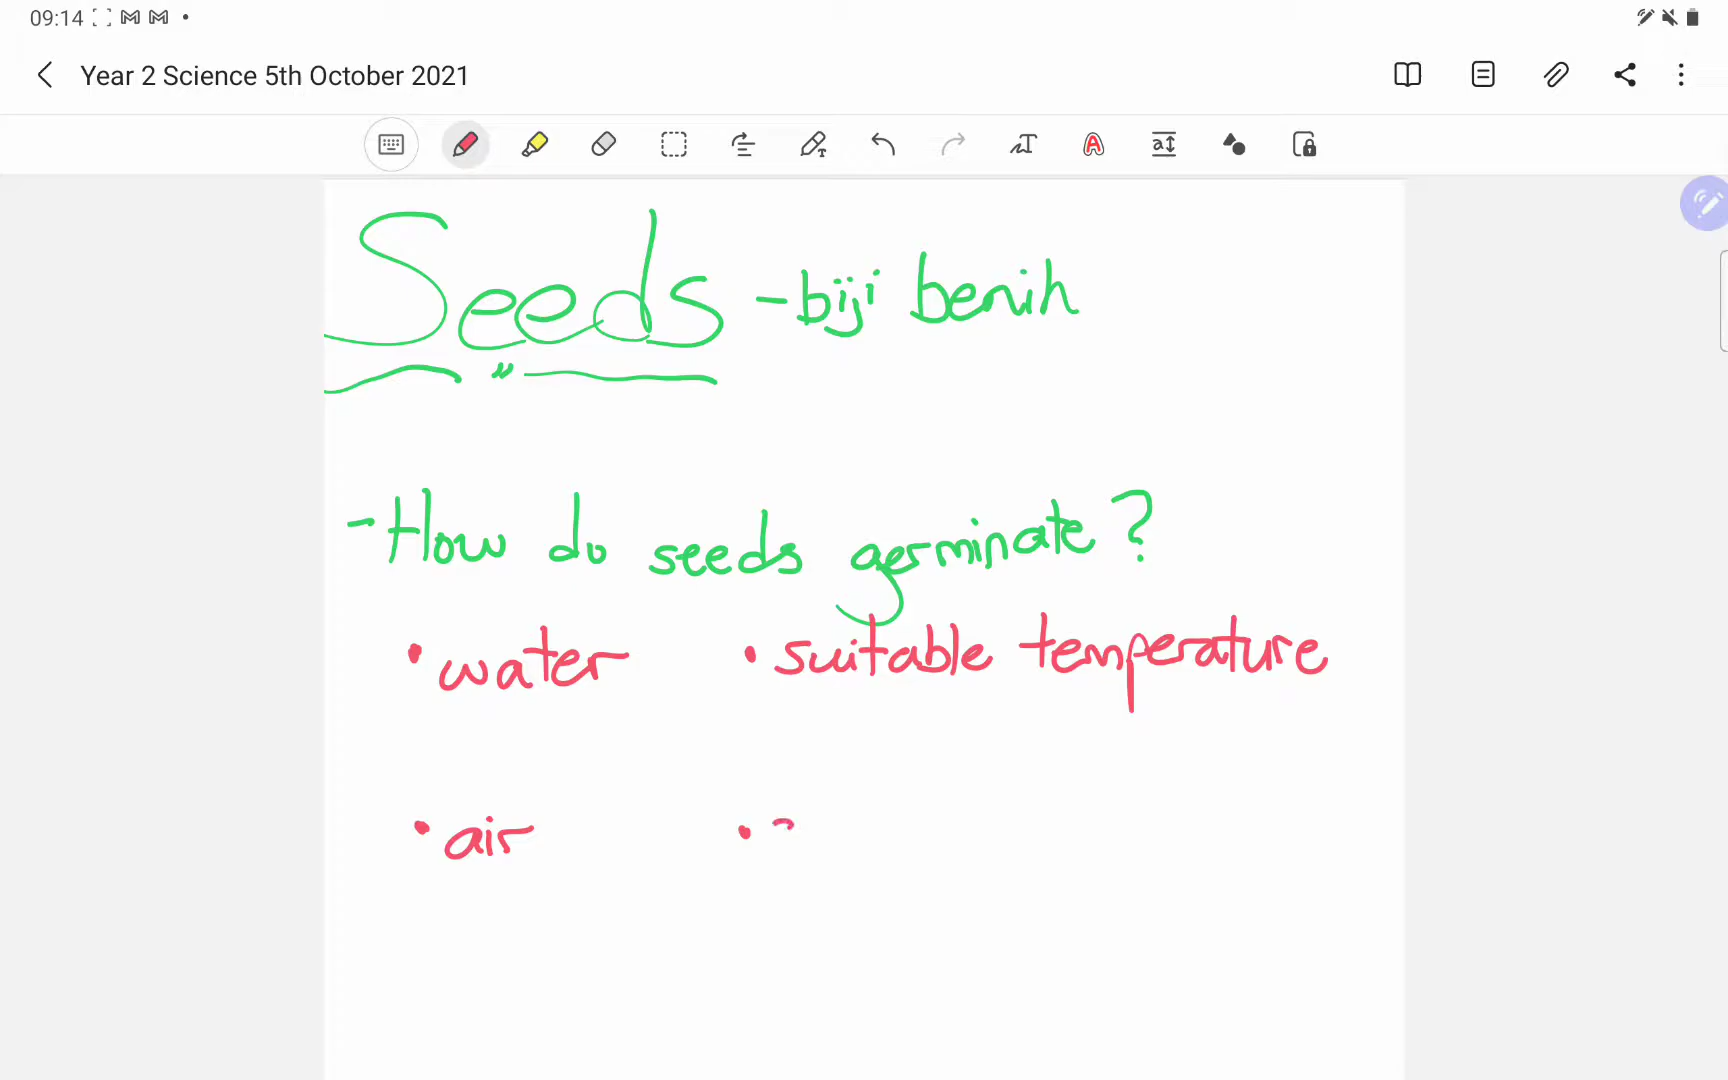 09:14
Year 2 Science 5th October 2021
Seeds - biji benih
- How do seeds germinate?
• water • suitable temperature
• air •